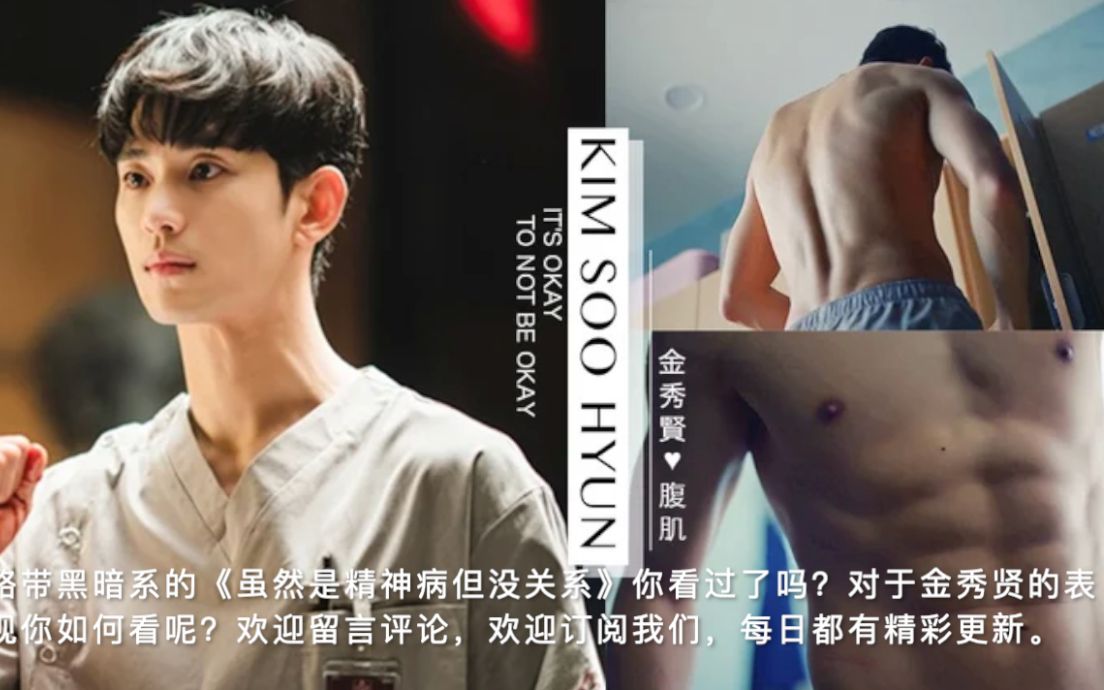 KIM SOO HYUN
IT'S OKAY
TO NOT BE OKAY
金秀賢♥腹肌
带黑暗系的《虽然是精神病但没关系》你看过了吗？对于金秀贤的表
你如何看呢？欢迎留言评论，欢迎订阅我们，每日都有精彩更新。